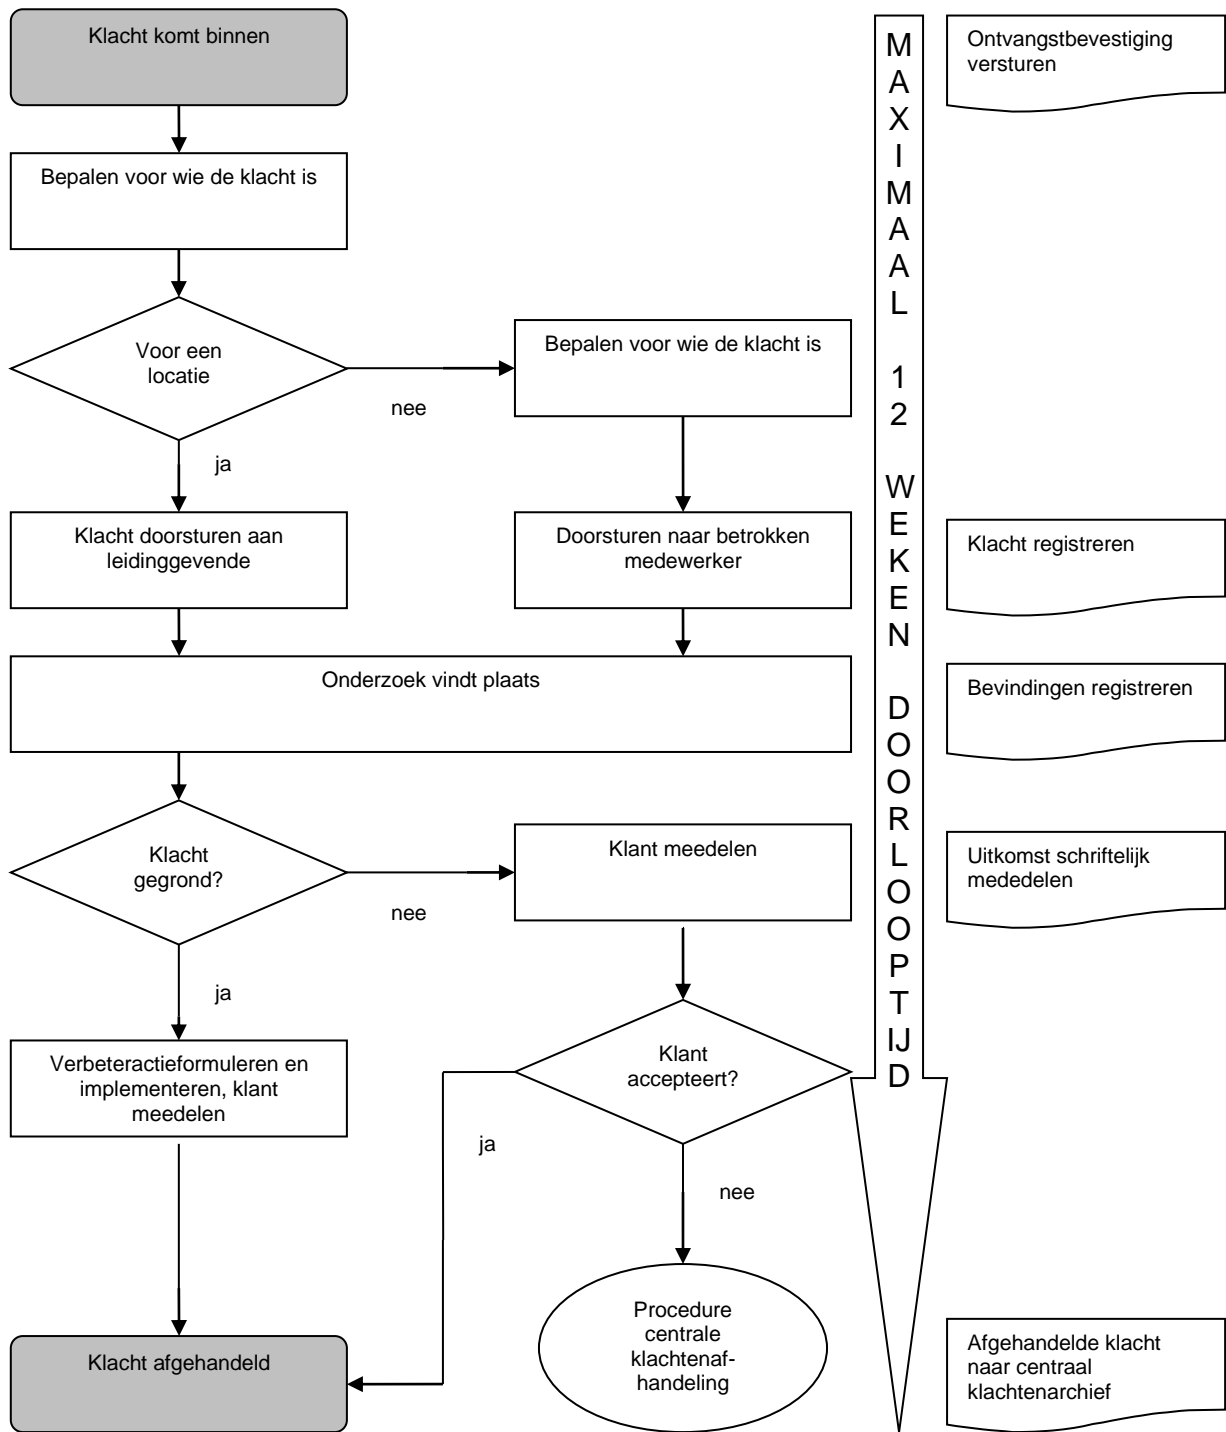 Klacht komt binnen
Bepalen voor wie de klacht is
Voor een
locatie
nee
ja
Bepalen voor wie de klacht is
Klacht doorsturen aan
leidinggevende
Doorsturen naar betrokken
medewerker
Onderzoek vindt plaats
Klacht
gegrond?
nee
ja
Klant meedelen
Verbeteractieformuleren en
implementeren, klant
meedelen
Klant
accepteert?
ja
nee
Klacht afgehandeld
Procedure
centrale
klachtenaf-
handeling
MAXIMAAL 12 WEKEN DOORLOOPTIJD
Ontvangstbevestiging
versturen
Klacht registreren
Bevindingen registreren
Uitkomst schriftelijk
mededelen
Afgehandelde klacht
naar centraal
klachtenarchief